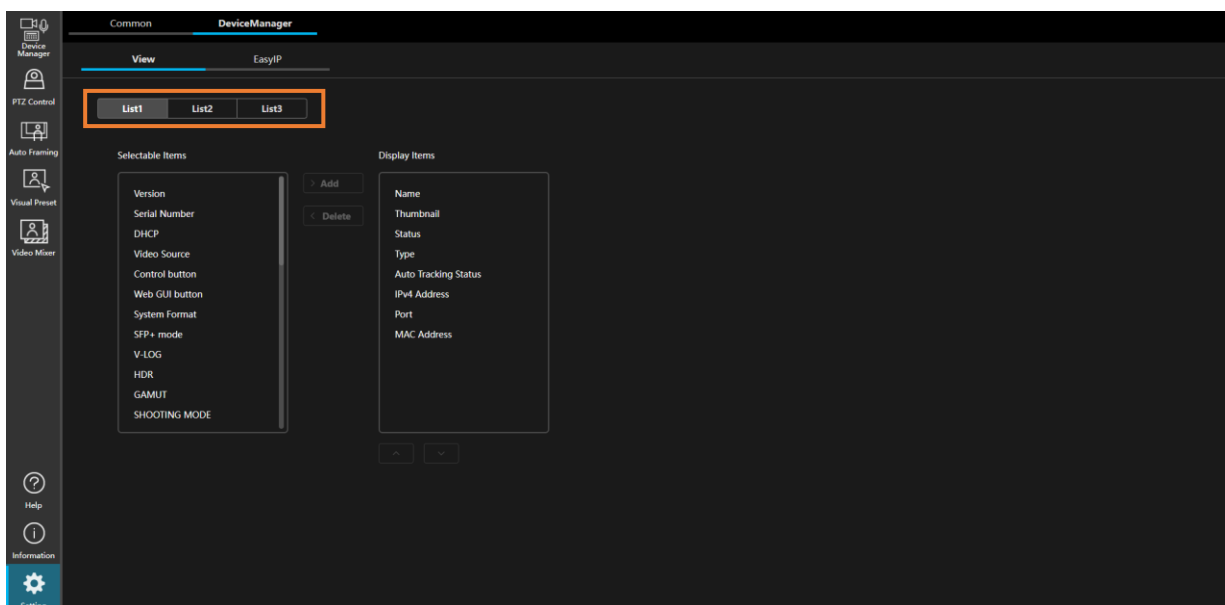 Common DeviceManager
View EasyIP
List1 List2 List3
Device
Manager
PTZ Control
Auto Framing
Visual Preset
Video Mixer
Help
Information
Setting
Selectable Items
Version
Serial Number
DHCP
Video Source
Control button
Web GUI button
System Format
SFP+ mode
V-LOG
HDR
GAMUT
SHOOTING MODE
> Add
< Delete
Display Items
Name
Thumbnail
Status
Type
Auto Tracking Status
IPv4 Address
Port
MAC Address